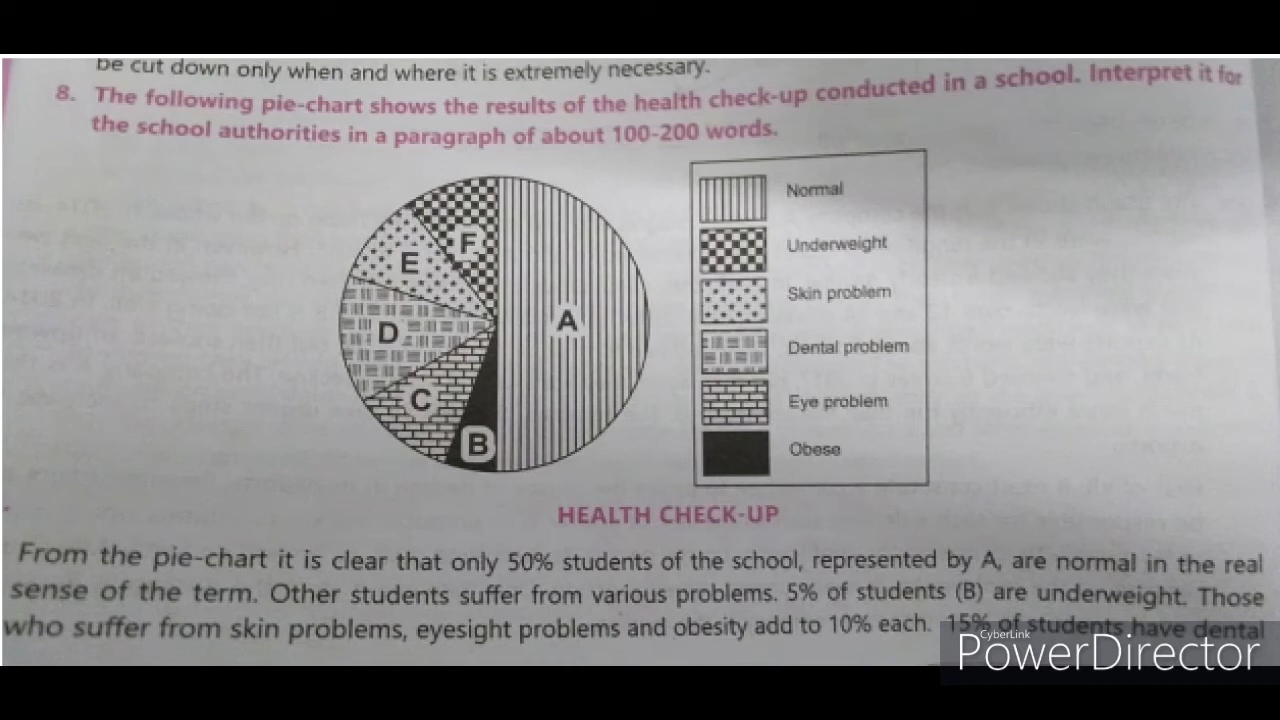 be cut down only when and where it is extremely necessary.
8. The following pie-chart shows the results of the health check-up conducted in a school. Interpret it for
the school authorities in a paragraph of about 100-200 words.
A
B
C
D
E
F
Normal
Underweight
Skin problem
Dental problem
Eye problem
Obese
HEALTH CHECK-UP
From the pie-chart it is clear that only 50% students of the school, represented by A, are normal in the real
sense of the term. Other students suffer from various problems. 5% of students (B) are underweight. Those
who suffer from skin problems, eyesight problems and obesity add to 10% each. 15% of students have dental
CyberLink
PowerDirector